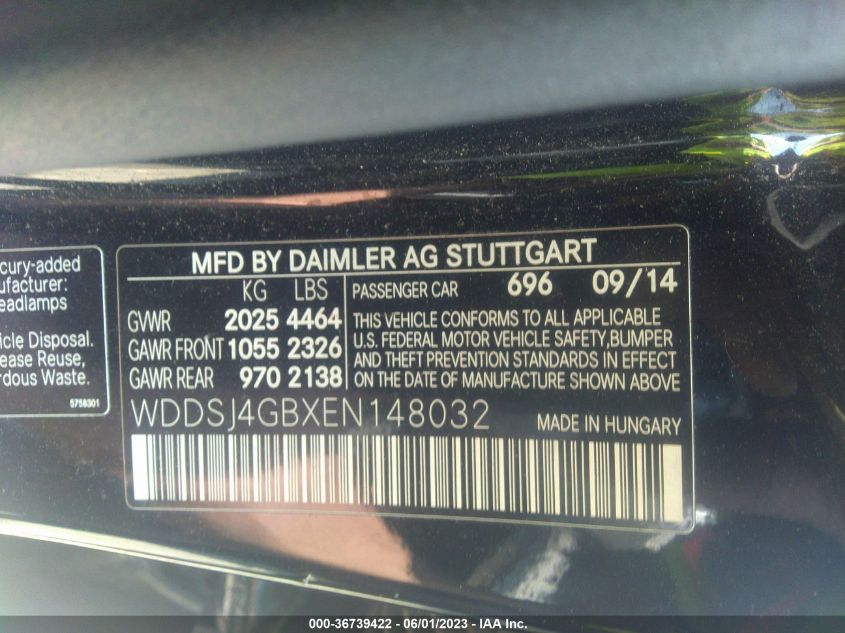 cury-added
ufacturer:
eadlamps
icle Disposal.
ease Reuse,
rdous Waste.
5758301
MFD BY DAIMLER AG STUTTGART
KG LBS
GVWR 2025 4464
GAWR FRONT 1055 2326
GAWR REAR 970 2138
PASSENGER CAR 696 09/14
THIS VEHICLE CONFORMS TO ALL APPLICABLE
U.S. FEDERAL MOTOR VEHICLE SAFETY,BUMPER
AND THEFT PREVENTION STANDARDS IN EFFECT
ON THE DATE OF MANUFACTURE SHOWN ABOVE
WDDSJ4GBXEN148032 MADE IN HUNGARY
000-36739422 - 06/01/2023 - IAA Inc.